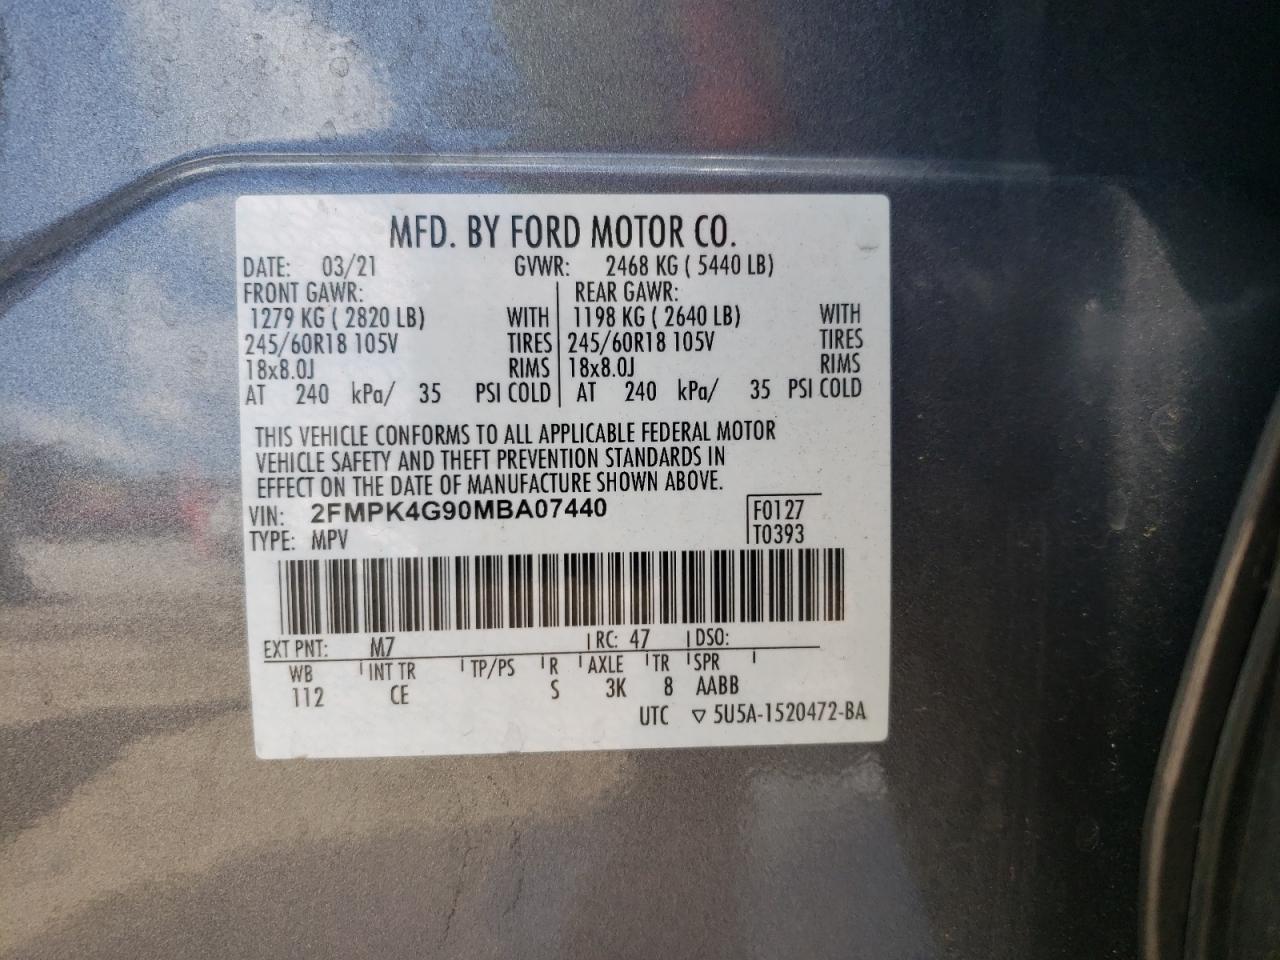 MFD. BY FORD MOTOR CO.
DATE: 03/21 GVWR: 2468 KG ( 5440 LB)
FRONT GAWR: REAR GAWR:
1279 KG ( 2820 LB) WITH 1198 KG ( 2640 LB) WITH
245/60R18 105V TIRES 245/60R18 105V TIRES
18x8.0J RIMS 18x8.0J RIMS
AT 240 kPa/ 35 PSI COLD AT 240 kPa/ 35 PSI COLD
THIS VEHICLE CONFORMS TO ALL APPLICABLE FEDERAL MOTOR
VEHICLE SAFETY AND THEFT PREVENTION STANDARDS IN
EFFECT ON THE DATE OF MANUFACTURE SHOWN ABOVE.
VIN: 2FMPK4G90MBA07440 F0127
TYPE: MPV T0393
EXT PNT: M7 RC: 47 DSO:
WB INT TR TP/PS R AXLE TR SPR
112 CE S 3K 8 AABB
UTC ▽ 5U5A-1520472-BA